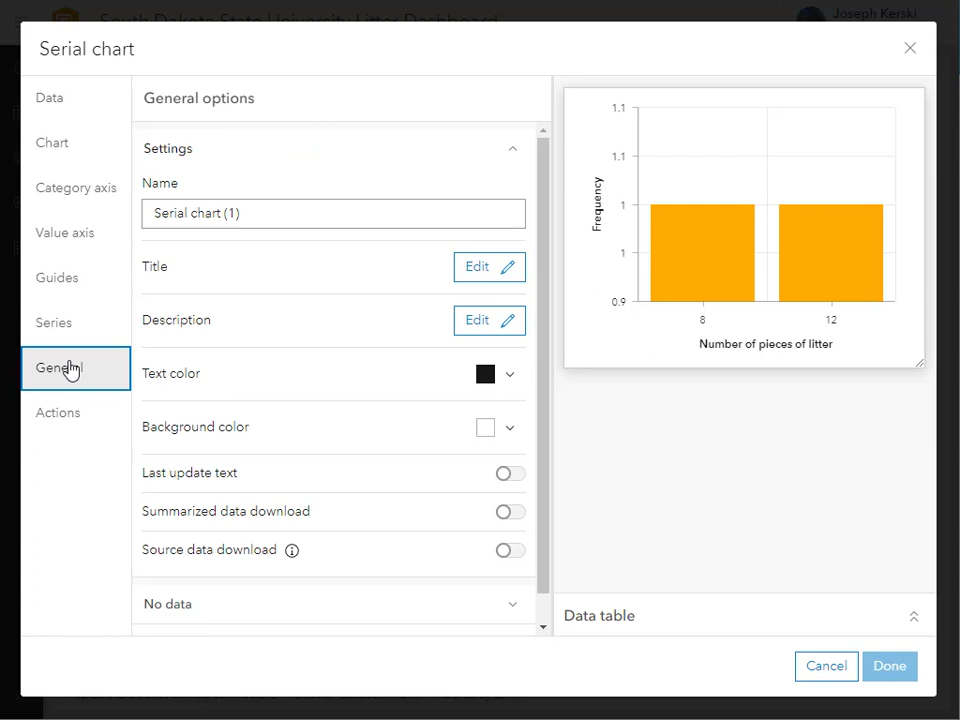 South Dakota State University Litter Dashboard
Joseph Kerski
Serial chart
Data
Chart
Category axis
Value axis
Guides
Series
General
Actions
General options
Settings
Name
Serial chart (1)
Title
Edit
Description
Edit
Text color
Background color
Last update text
Summarized data download
Source data download
No data
1.1
1.1
1
1
0.9
Frequency
8
12
Number of pieces of litter
Data table
Cancel
Done